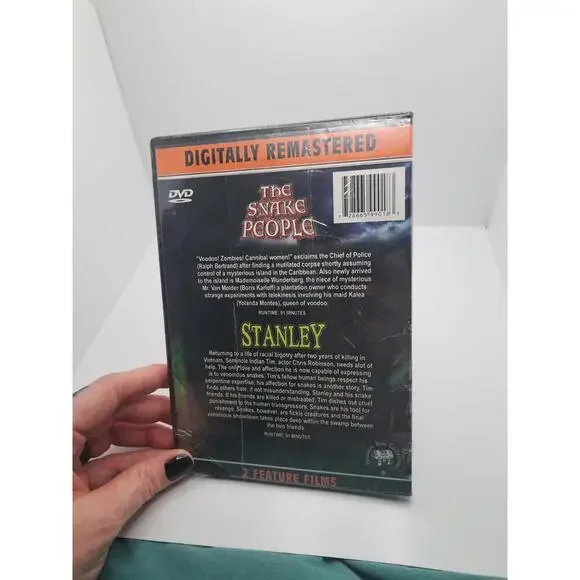 DIGITALLY REMASTERED
DVD
THE
SNAKE
PEOPLE
"Voodoo! Zombies! Cannibal women!" exclaims the Chief of Police
(Ralph Bertrand) after finding a mutilated corpse shortly assuming
control of a mysterious island in the Caribbean. Also newly arrived
to the island is Mademoiselle Wunderberg, the niece of mysterious
Mr. Van Molder (Boris Karloff) a plantation owner who conducts
strange experiments with telekinesis involving his maid Kalea
(Yolanda Montes), queen of voodoo.
RUNTIME: 91 MINUTES
STANLEY
Returning to a life of racial bigotry after two years of killing in
Vietnam, Seminole Indian Tim, actor Chris Robinson, needs alot of
help. The only love and affection he is now capable of expressing
is to venomous snakes. Tim's fellow human beings respect his
serpentine expertise; his affection for snakes is another story. Tim
finds others hate, if not misunderstanding, Stanley and his snake
friends. If his friends are killed or mistreated; Tim dishes out cruel
punishment to the human transgressors. Snakes are his tool for
revenge. Snakes, however, are fickle creatures and the final
venomous showdown takes place deep within the swamp between
the two friends.
RUNTIME: 91 MINUTES
2 FEATURE FILMS